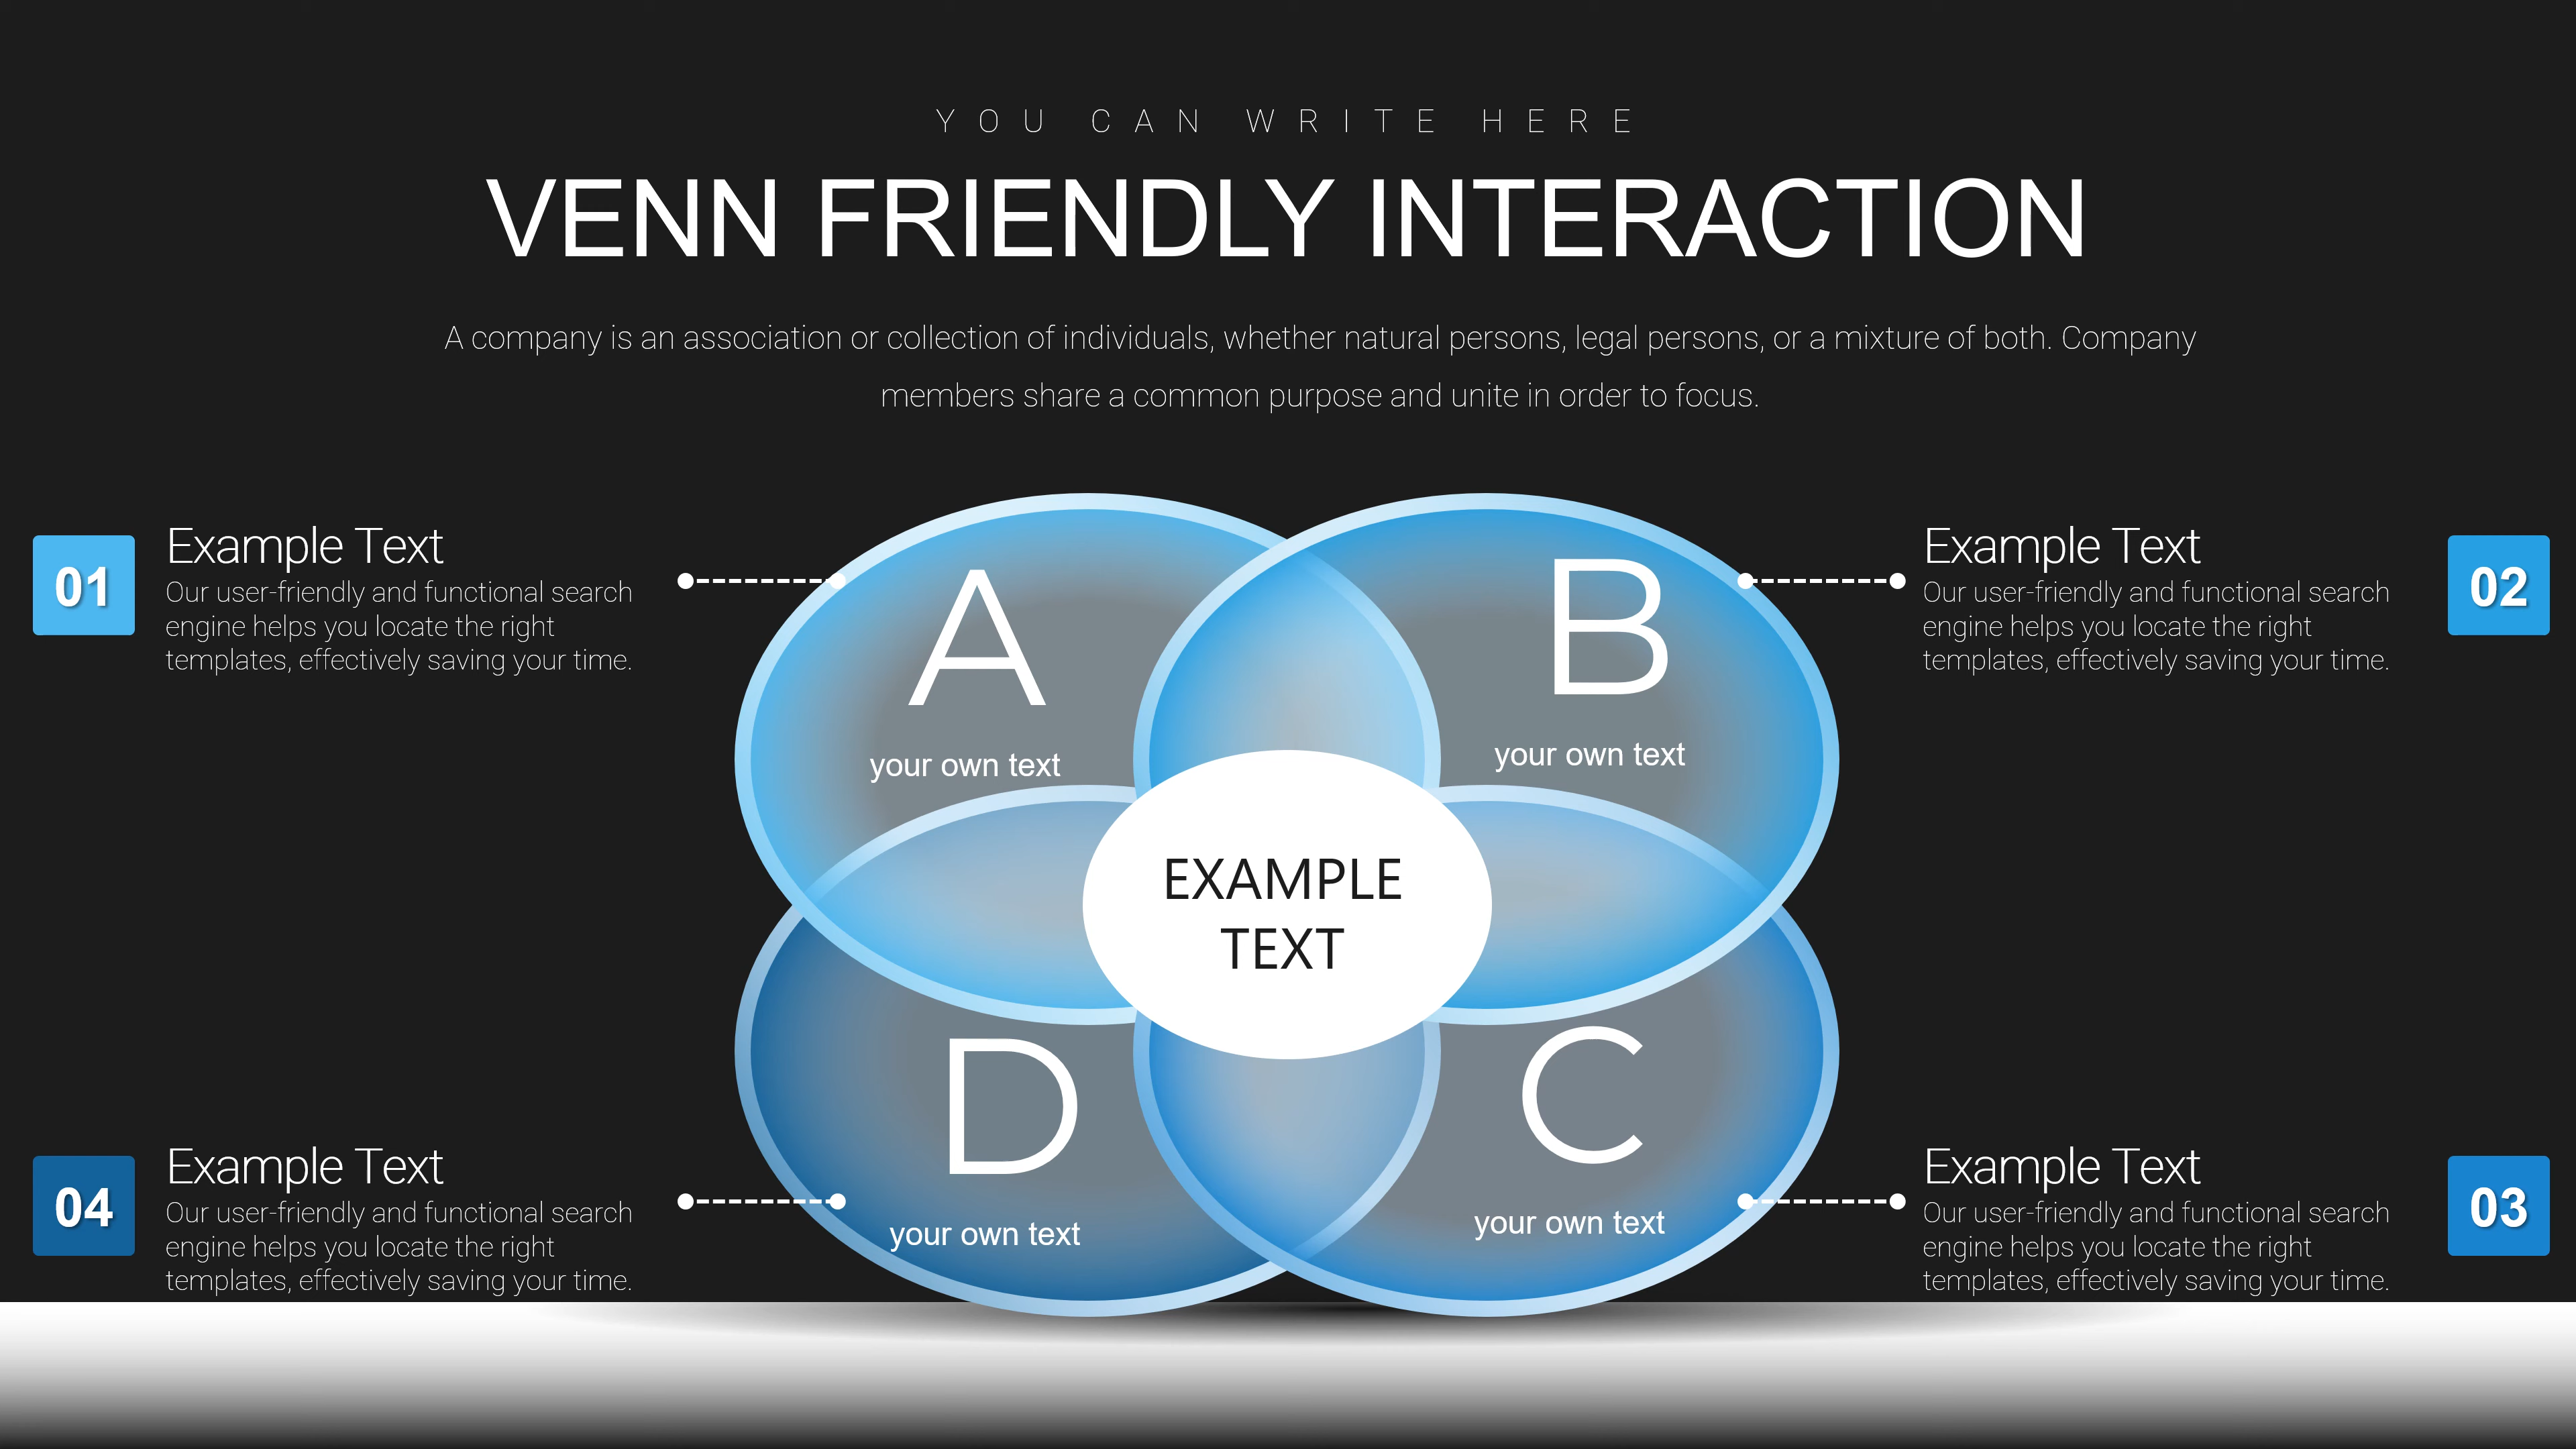 YOU CAN WRITE HERE
VENN FRIENDLY INTERACTION
A company is an association or collection of individuals, whether natural persons, legal persons, or a mixture of both. Company
members share a common purpose and unite in order to focus.
01
Example Text
Our user-friendly and functional search
engine helps you locate the right
templates, effectively saving your time.
A
your own text
B
your own text
Example Text
Our user-friendly and functional search
engine helps you locate the right
templates, effectively saving your time.
02
EXAMPLE
TEXT
04
Example Text
Our user-friendly and functional search
engine helps you locate the right
templates, effectively saving your time.
D
your own text
C
your own text
Example Text
Our user-friendly and functional search
engine helps you locate the right
templates, effectively saving your time.
03